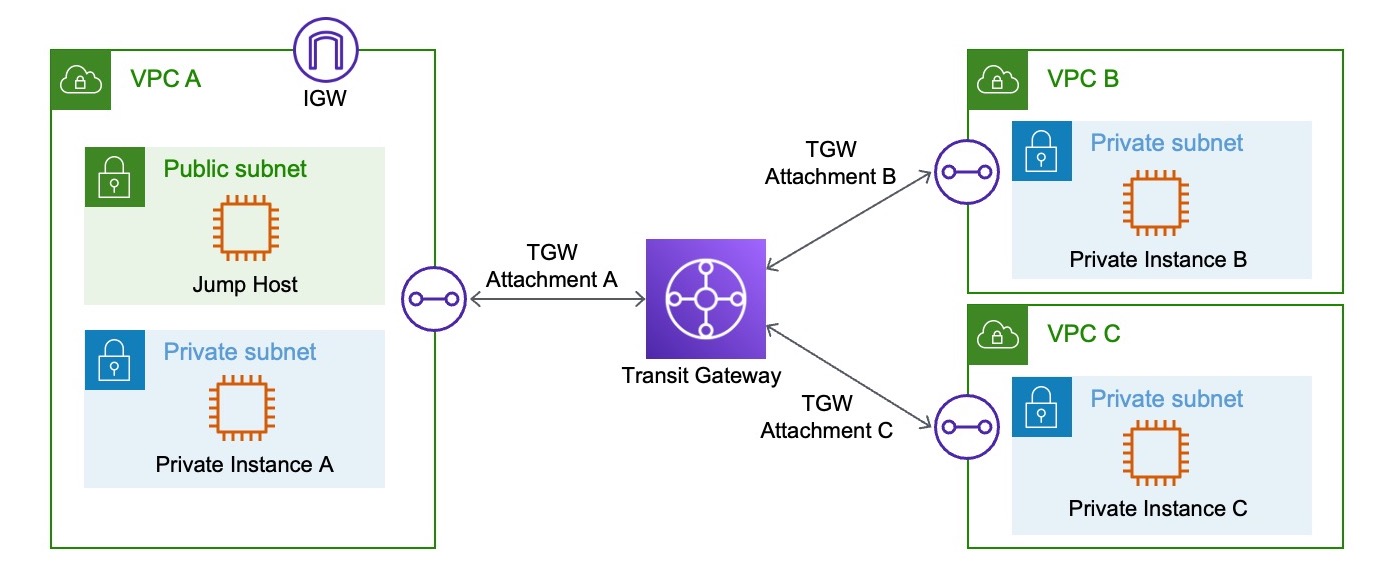 VPC A
IGW
Public subnet
Jump Host
Private subnet
Private Instance A
TGW
Attachment A
Transit Gateway
TGW
Attachment B
TGW
Attachment C
VPC B
Private subnet
Private Instance B
VPC C
Private subnet
Private Instance C